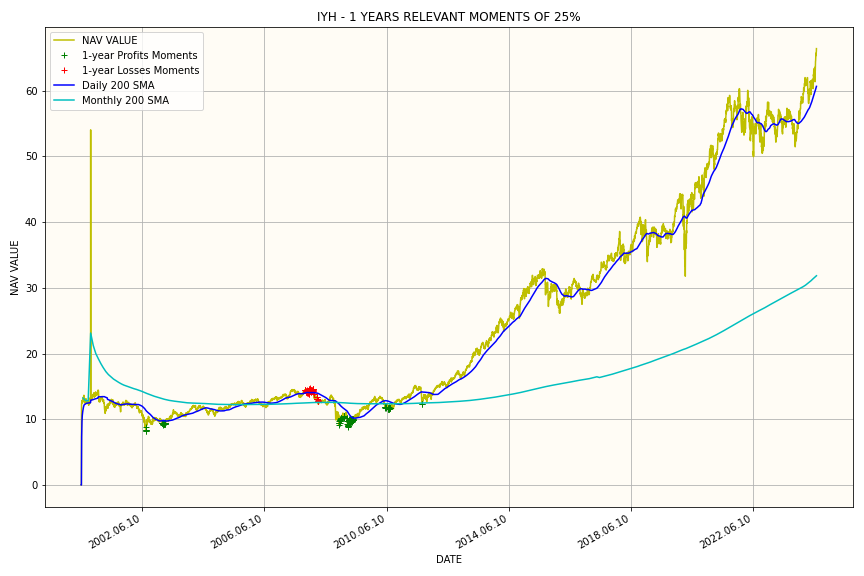 IYH - 1 YEARS RELEVANT MOMENTS OF 25%
NAV VALUE
1-year Profits Moments
1-year Losses Moments
Daily 200 SMA
Monthly 200 SMA
60
50
40
30
20
10
0
NAV VALUE
2002.06.10
2006.06.10
2010.06.10
2014.06.10
2018.06.10
2022.06.10
DATE